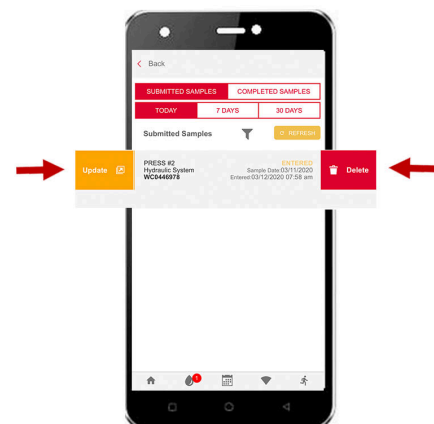 Back
SUBMITTED SAMPLES COMPLETED SAMPLES
TODAY 7 DAYS 30 DAYS
Submitted Samples REFRESH
Update
PRESS #2
Hydraulic System
WC0446978
ENTERED
Sample Date:03/11/2020
Entered:03/12/2020 07:58 am
Delete
1